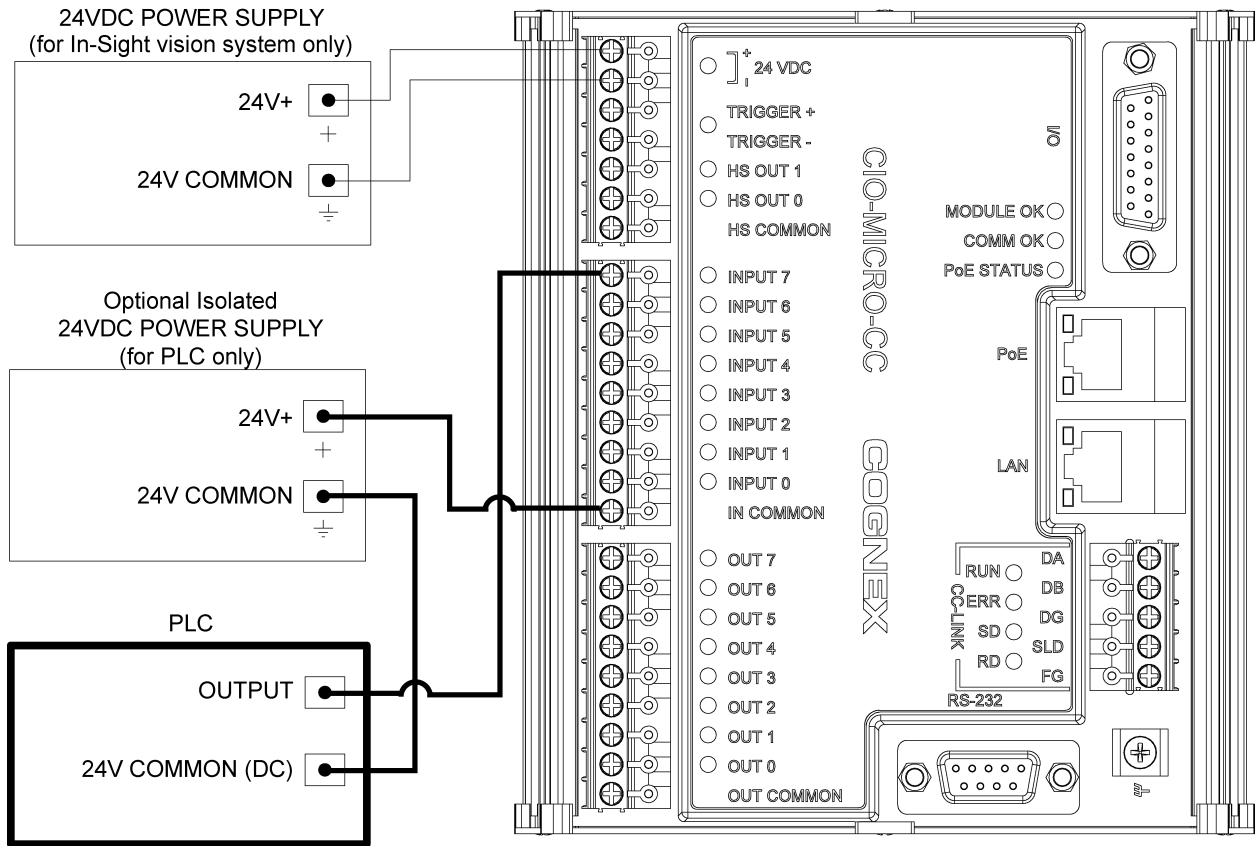 24VDC POWER SUPPLY
(for In-Sight vision system only)
24V+
+
24V COMMON
Optional Isolated
24VDC POWER SUPPLY
(for PLC only)
24V+
+
24V COMMON
PLC
OUTPUT
24V COMMON (DC)
+
-
24 VDC
TRIGGER +
TRIGGER -
HS OUT 1
HS OUT 0
HS COMMON
INPUT 7
INPUT 6
INPUT 5
INPUT 4
INPUT 3
INPUT 2
INPUT 1
INPUT 0
IN COMMON
OUT 7
OUT 6
OUT 5
OUT 4
OUT 3
OUT 2
OUT 1
OUT 0
OUT COMMON
CIO-MICRO-CC
COGNEX
I/O
MODULE OK
COMM OK
PoE STATUS
PoE
LAN
CC-LINK
RUN
ERR
SD
RD
DA
DB
DG
SLD
FG
RS-232